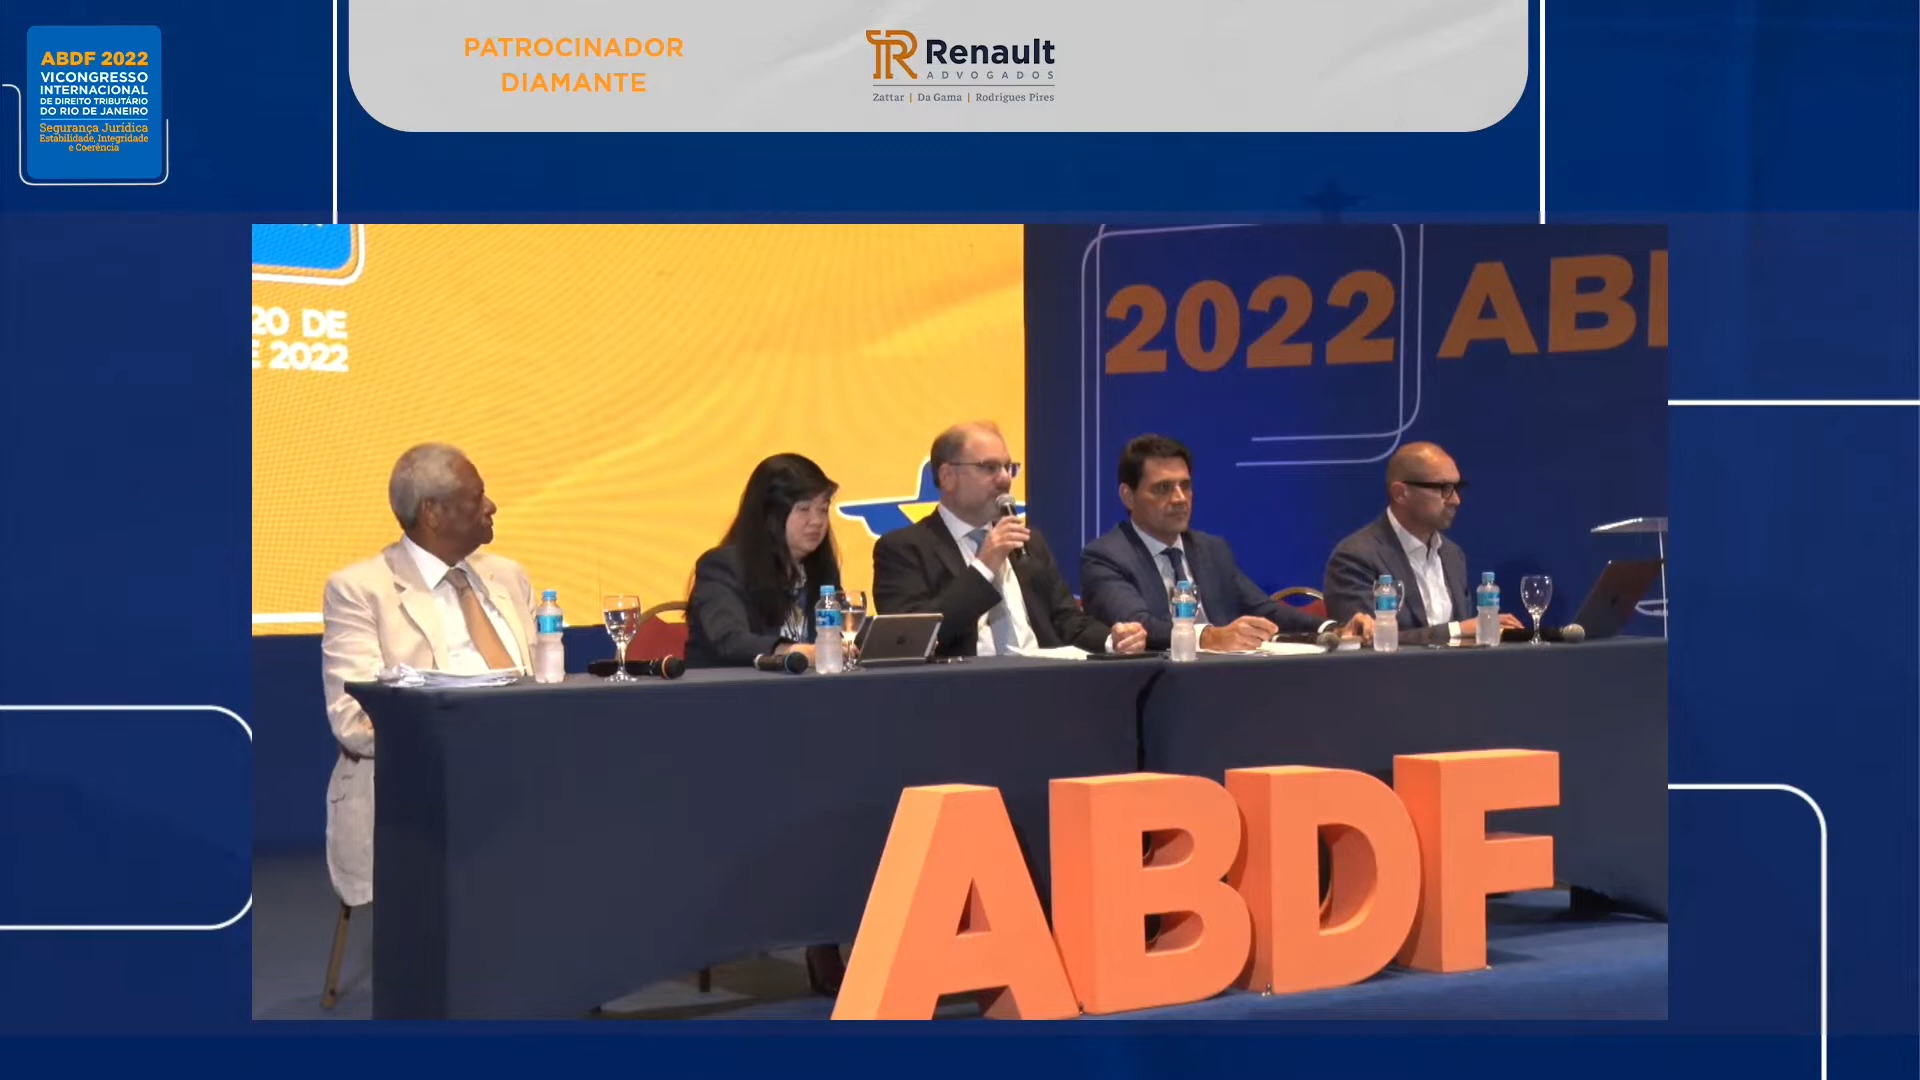 ABDF 2022
VI CONGRESSO
INTERNACIONAL
DE DIREITO TRIBUTÁRIO
DO RIO DE JANEIRO
Segurança Jurídica
Estabilidade, Integridade
e Coerência
PATROCINADOR
DIAMANTE
Renault
ADVOGADOS
Zattar | Da Gama | Rodrigues Pires
20 DE
E 2022
2022 ABD
ABDF